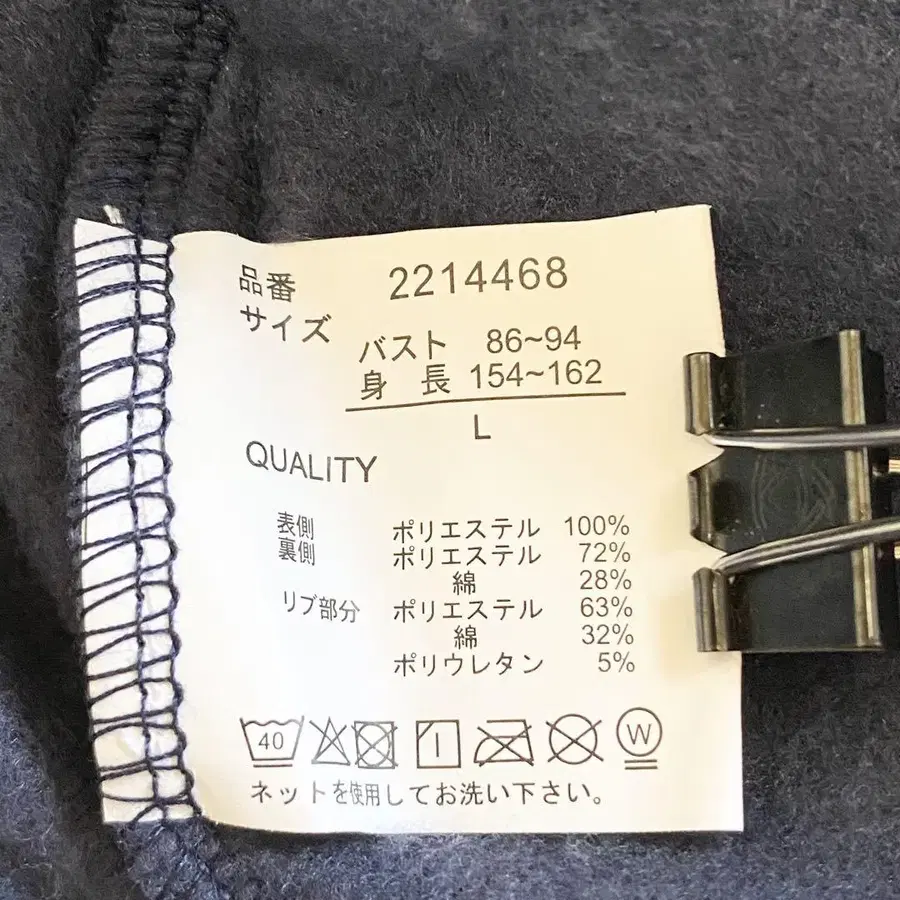 品番 2214468
サイズ
バスト 86~94
身 長 154~162
L
QUALITY
表側 ポリエステル 100%
裏側 ポリエステル 72%
綿 28%
リブ部分 ポリエステル 63%
綿 32%
ポリウレタン 5%
40 W
ネットを使用してお洗い下さい。